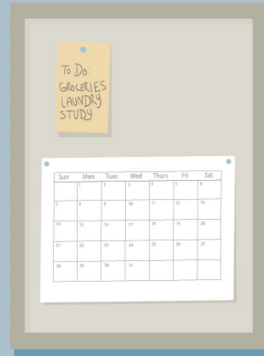 To Do:
GROCERIES
LAUNDRY
STUDY
Sun Mon Tues Wed Thurs Fri Sat
1 2 3 4 5 6
7 8 9 10 11 12 13
14 15 16 17 18 19 20
21 22 23 24 25 26 27
28 29 30 31